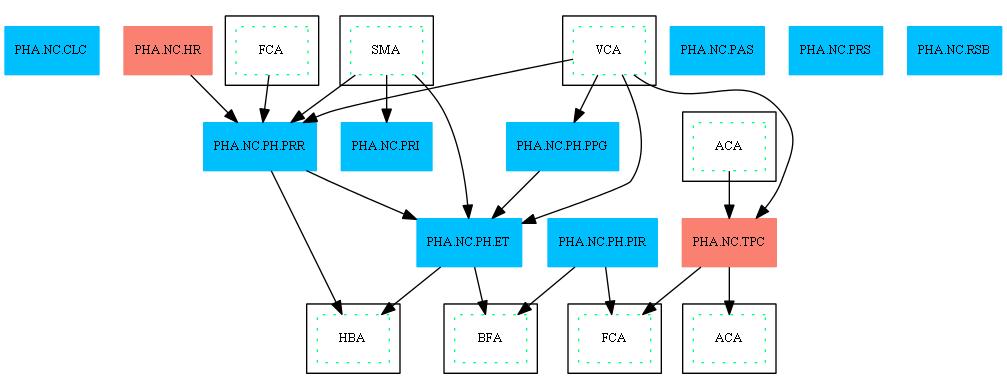 PHA.NC.CLC
PHA.NC.HR
FCA
SMA
VCA
PHA.NC.PAS
PHA.NC.PRS
PHA.NC.RSB
PHA.NC.PH.PRR
PHA.NC.PRI
PHA.NC.PH.PPG
ACA
PHA.NC.PH.ET
PHA.NC.PH.PIR
PHA.NC.TPC
HBA
BFA
FCA
ACA